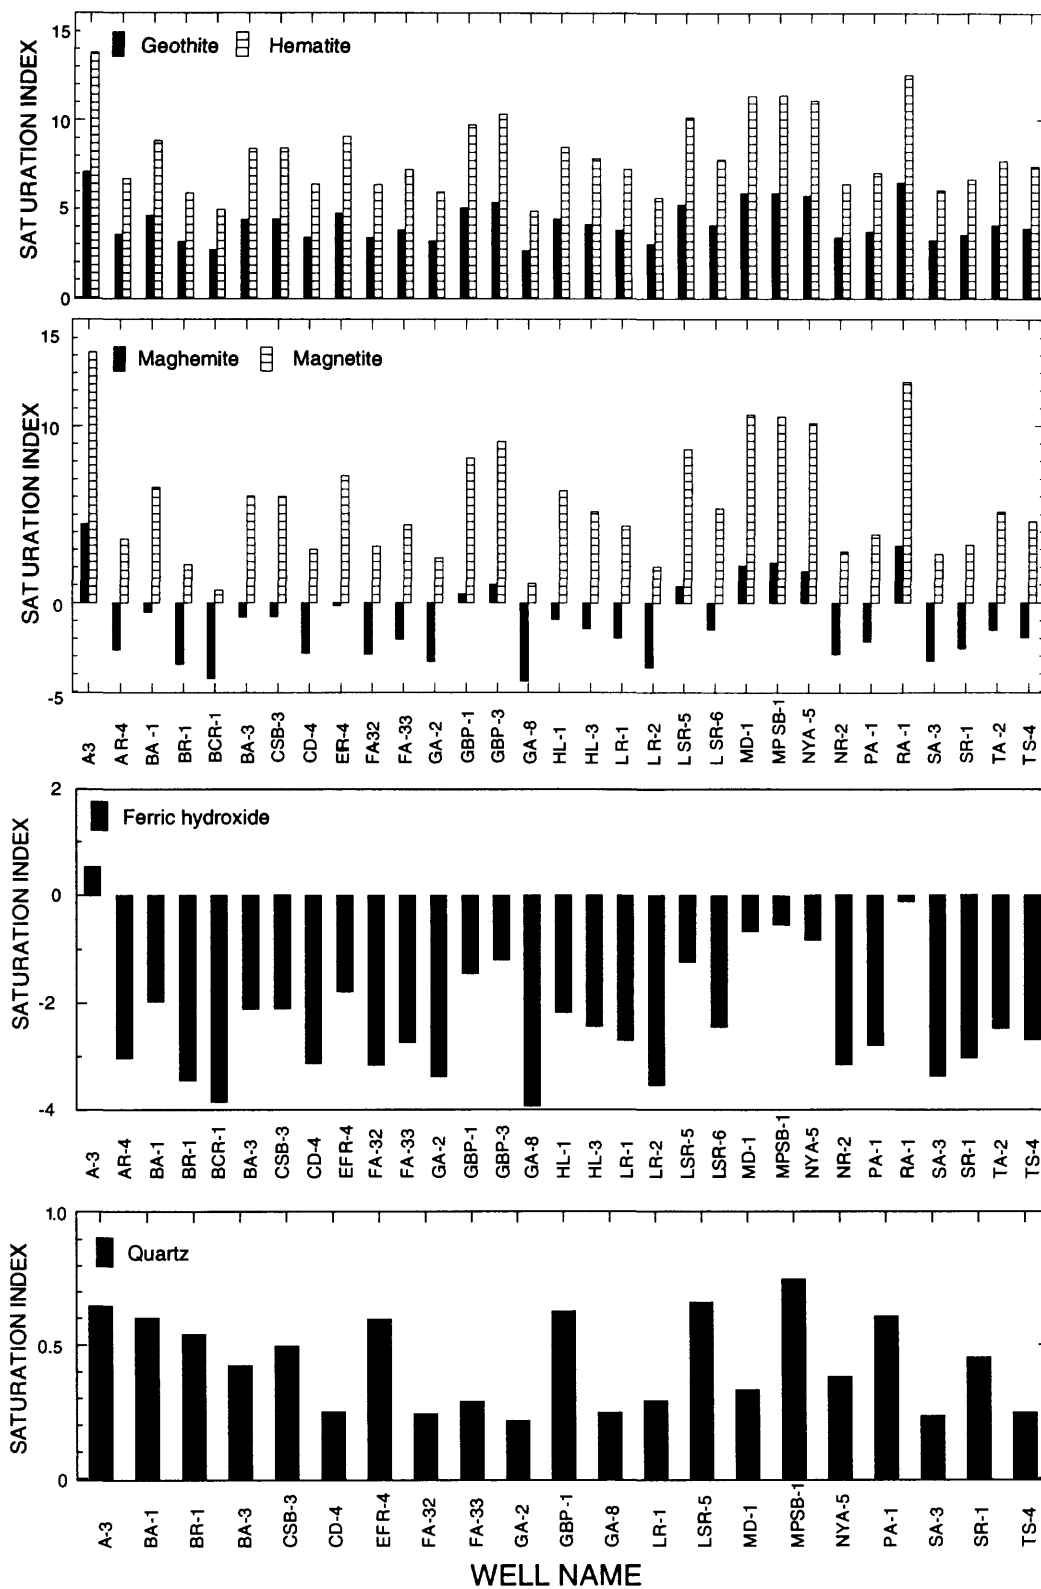 SATURATION INDEX
15
10
5
0
Geothite Hematite
SATURATION INDEX
15
10
0
-5
Maghemite Magnetite
A-3 AR-4 BA-1 BR-1 BCR-1 BA-3 CSB-3 CD-4 EFR-4 FA-32 FA-33 GA-2 GBP-1 GBP-3 GA-8 HL-1 HL-3 LR-1 LR-2 LSR-5 LSR-6 MD-1 MPSB-1 NYA-5 NR-2 PA-1 RA-1 SA-3 SR-1 TA-2 TS-4
SATURATION INDEX
2
0
-2
-4
Ferric hydroxide
A-3 AR-4 BA-1 BR-1 BCR-1 BA-3 CSB-3 CD-4 EFR-4 FA-32 FA-33 GA-2 GBP-1 GBP-3 GA-8 HL-1 HL-3 LR-1 LR-2 LSR-5 LSR-6 MD-1 MPSB-1 NYA-5 NR-2 PA-1 RA-1 SA-3 SR-1 TA-2 TS-4
SATURATION INDEX
1.0
0.5
0
Quartz
A-3 BA-1 BR-1 BA-3 CSB-3 CD-4 EFR-4 FA-32 FA-33 GA-2 GBP-1 GA-8 LR-1 LSR-5 MD-1 MPSB-1 NYA-5 PA-1 SA-3 SR-1 TS-4
WELL NAME